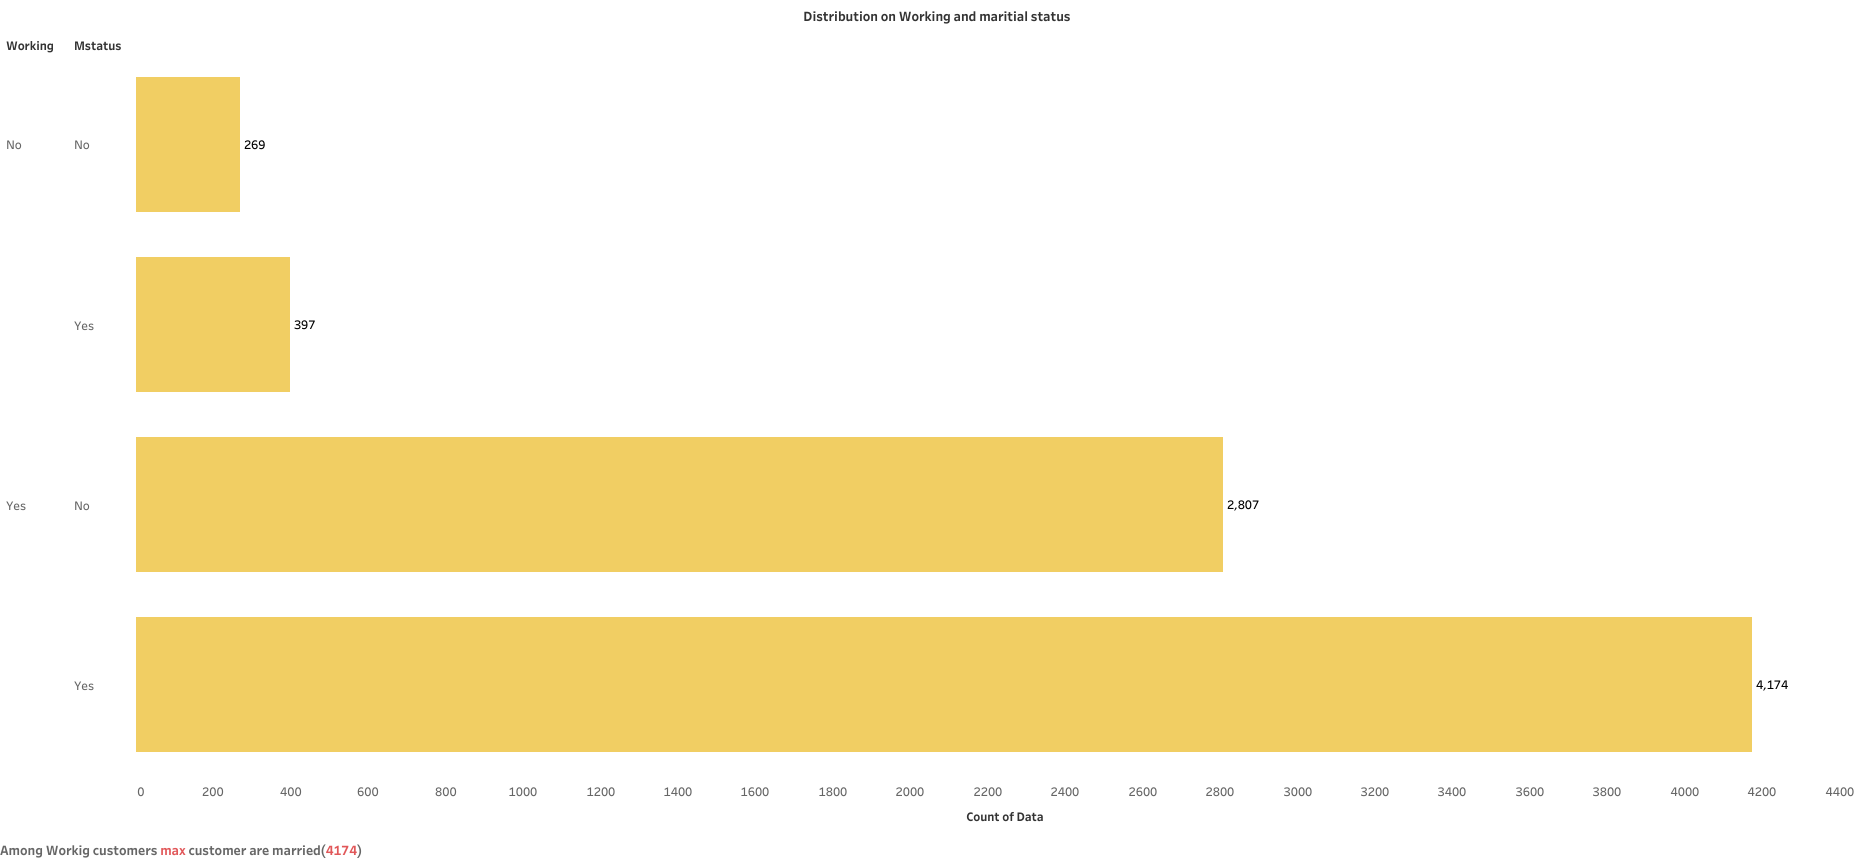 Distribution on Working and maritial status
Working Mstatus
No No 269
Yes 397
Yes No 2,807
Yes 4,174
0 200 400 600 800 1000 1200 1400 1600 1800 2000 2200 2400 2600 2800 3000 3200 3400 3600 3800 4000 4200 4400
Count of Data
Among Workig customers max customer are married(4174)